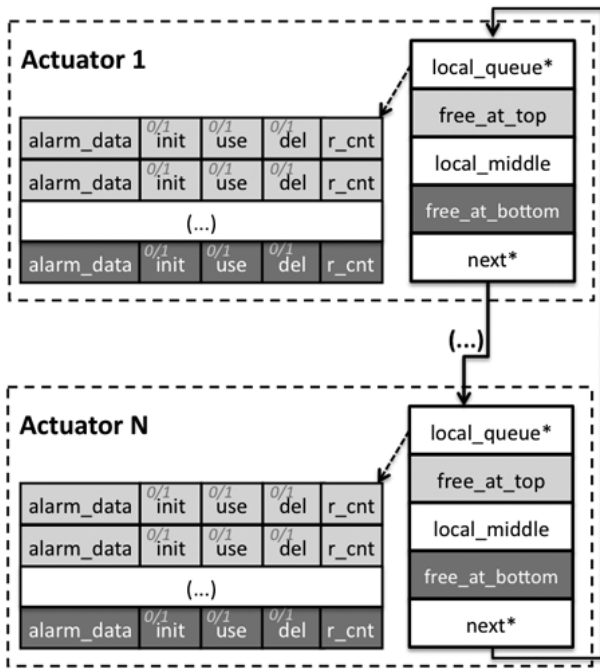 Actuator 1
local_queue*
free_at_top
local_middle
free_at_bottom
next*
0/1 0/1 0/1
alarm_data init use del r_cnt
0/1 0/1 0/1
alarm_data init use del r_cnt
(...)
0/1 0/1 0/1
alarm_data init use del r_cnt
(...)
Actuator N
local_queue*
free_at_top
local_middle
free_at_bottom
next*
0/1 0/1 0/1
alarm_data init use del r_cnt
0/1 0/1 0/1
alarm_data init use del r_cnt
(...)
0/1 0/1 0/1
alarm_data init use del r_cnt